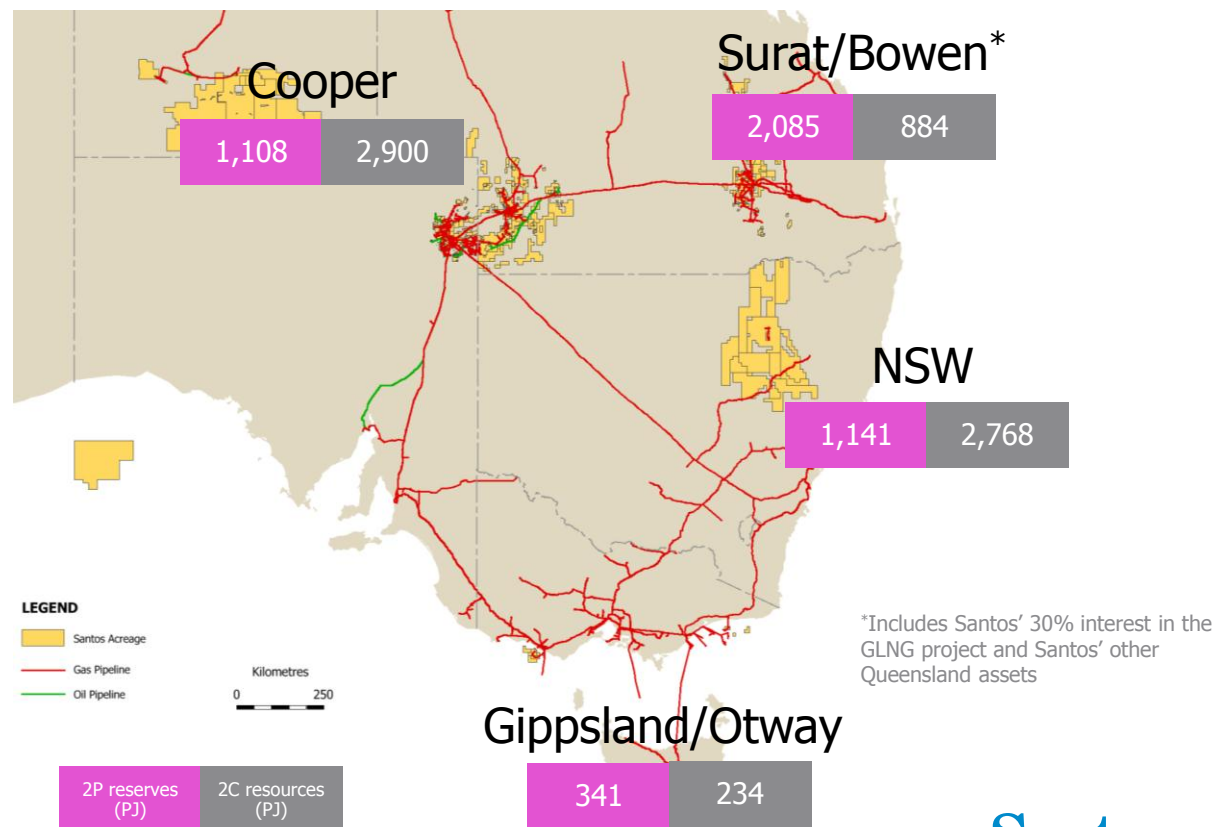 Surat/Bowen*
2,085 884
Cooper
1,108 2,900
NSW
1,141 2,768
LEGEND
Santos Acreage
Gas Pipeline
Oil Pipeline
Kilometres
0 250
*Includes Santos' 30% interest in the
GLNG project and Santos' other
Queensland assets
Gippsland/Otway
341 234
2P reserves
(PJ)
2C resources
(PJ)